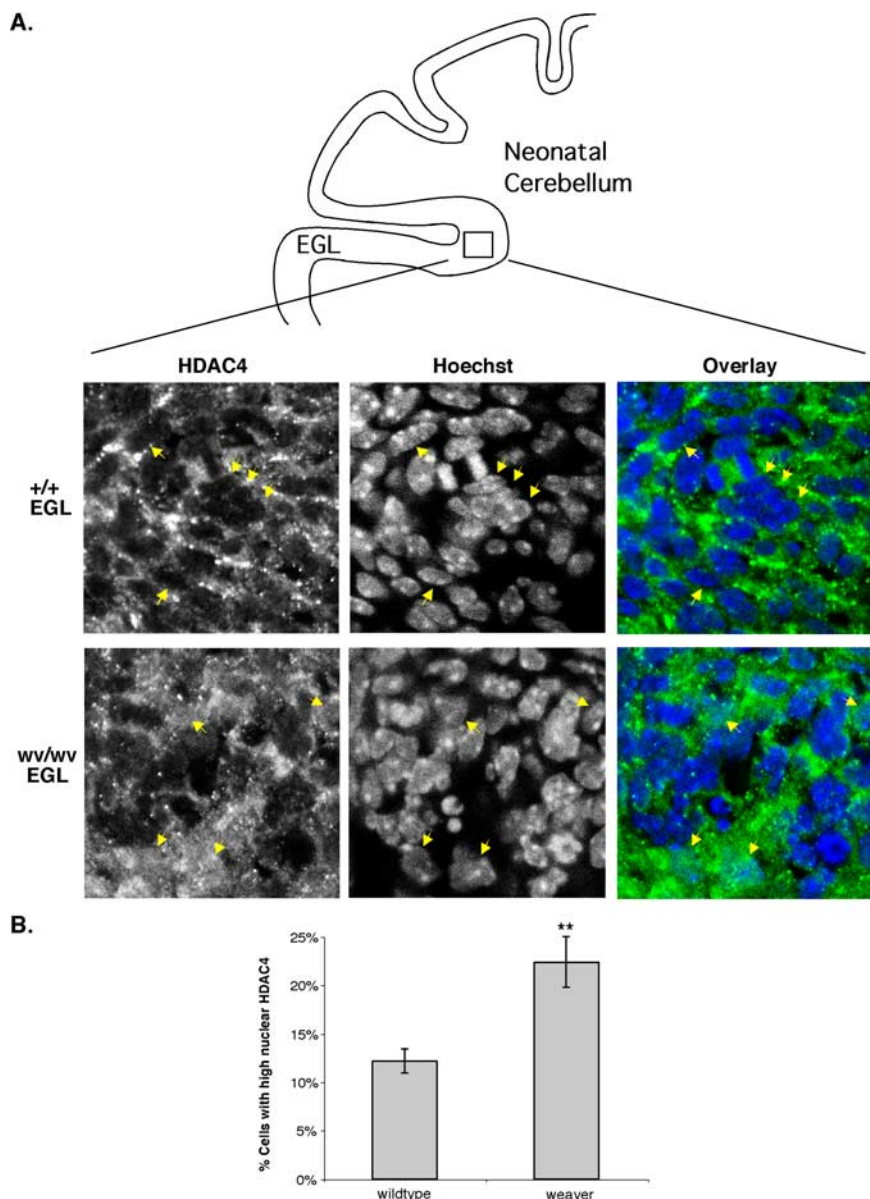 A.
Neonatal
Cerebellum
EGL
HDAC4 Hoechst Overlay
+/+
EGL
wv/wv
EGL
B.
% Cells with high nuclear HDAC4
25%
20%
15%
10%
5%
0%
**
wildtype weaver